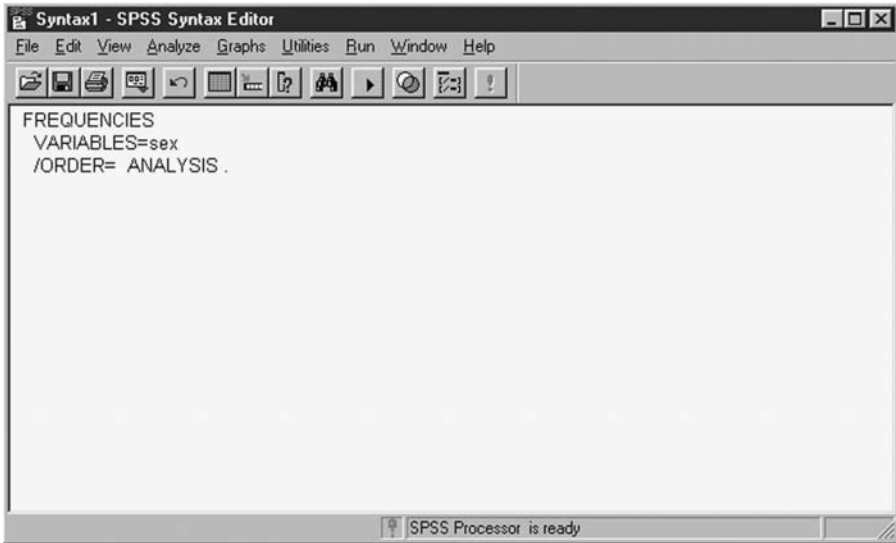 Syntax1 - SPSS Syntax Editor
File Edit View Analyze Graphs Utilities Run Window Help
FREQUENCIES
VARIABLES=sex
/ORDER= ANALYSIS .
SPSS Processor is ready